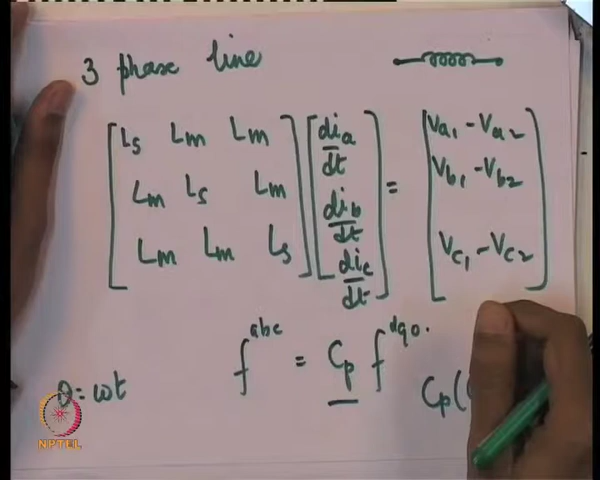 3 phase line
[Ls Lm Lm] [dia/dt] = [Va1 - Va2]
[Lm Ls Lm] [dib/dt] [Vb1 - Vb2]
[Lm Lm Ls] [dic/dt] [Vc1 - Vc2]
f^abc = Cp f^dqo.
θ = ωt Cp(
NPTEL